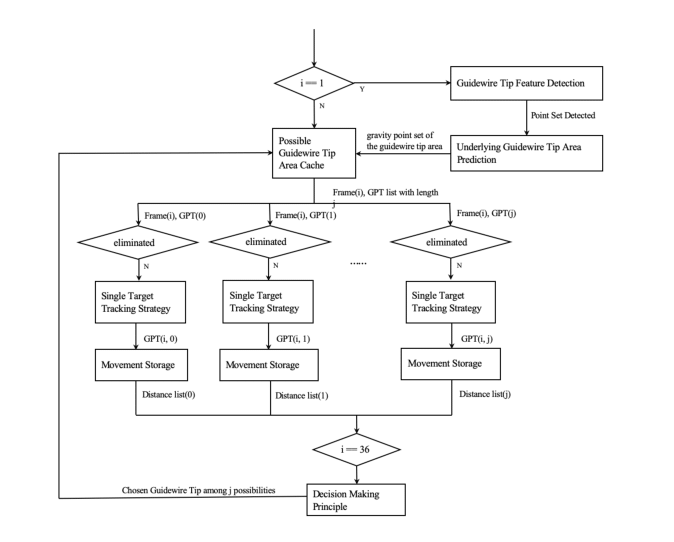 i == 1
Y
N
Guidewire Tip Feature Detection
Point Set Detected
Possible
Guidewire Tip
Area Cache
gravity point set of
the guidewire tip area
Underlying Guidewire Tip Area
Prediction
Frame(i), GPT list with length
j
Frame(i), GPT(0)
Frame(i), GPT(1)
Frame(i), GPT(j)
eliminated
eliminated
eliminated
......
N
N
N
Single Target
Tracking Strategy
Single Target
Tracking Strategy
Single Target
Tracking Strategy
GPT(i, 0)
GPT(i, 1)
GPT(i, j)
Movement Storage
Movement Storage
Movement Storage
Distance list(0)
Distance list(1)
Distance list(j)
i == 36
Chosen Guidewire Tip among j possibilities
Decision Making
Principle